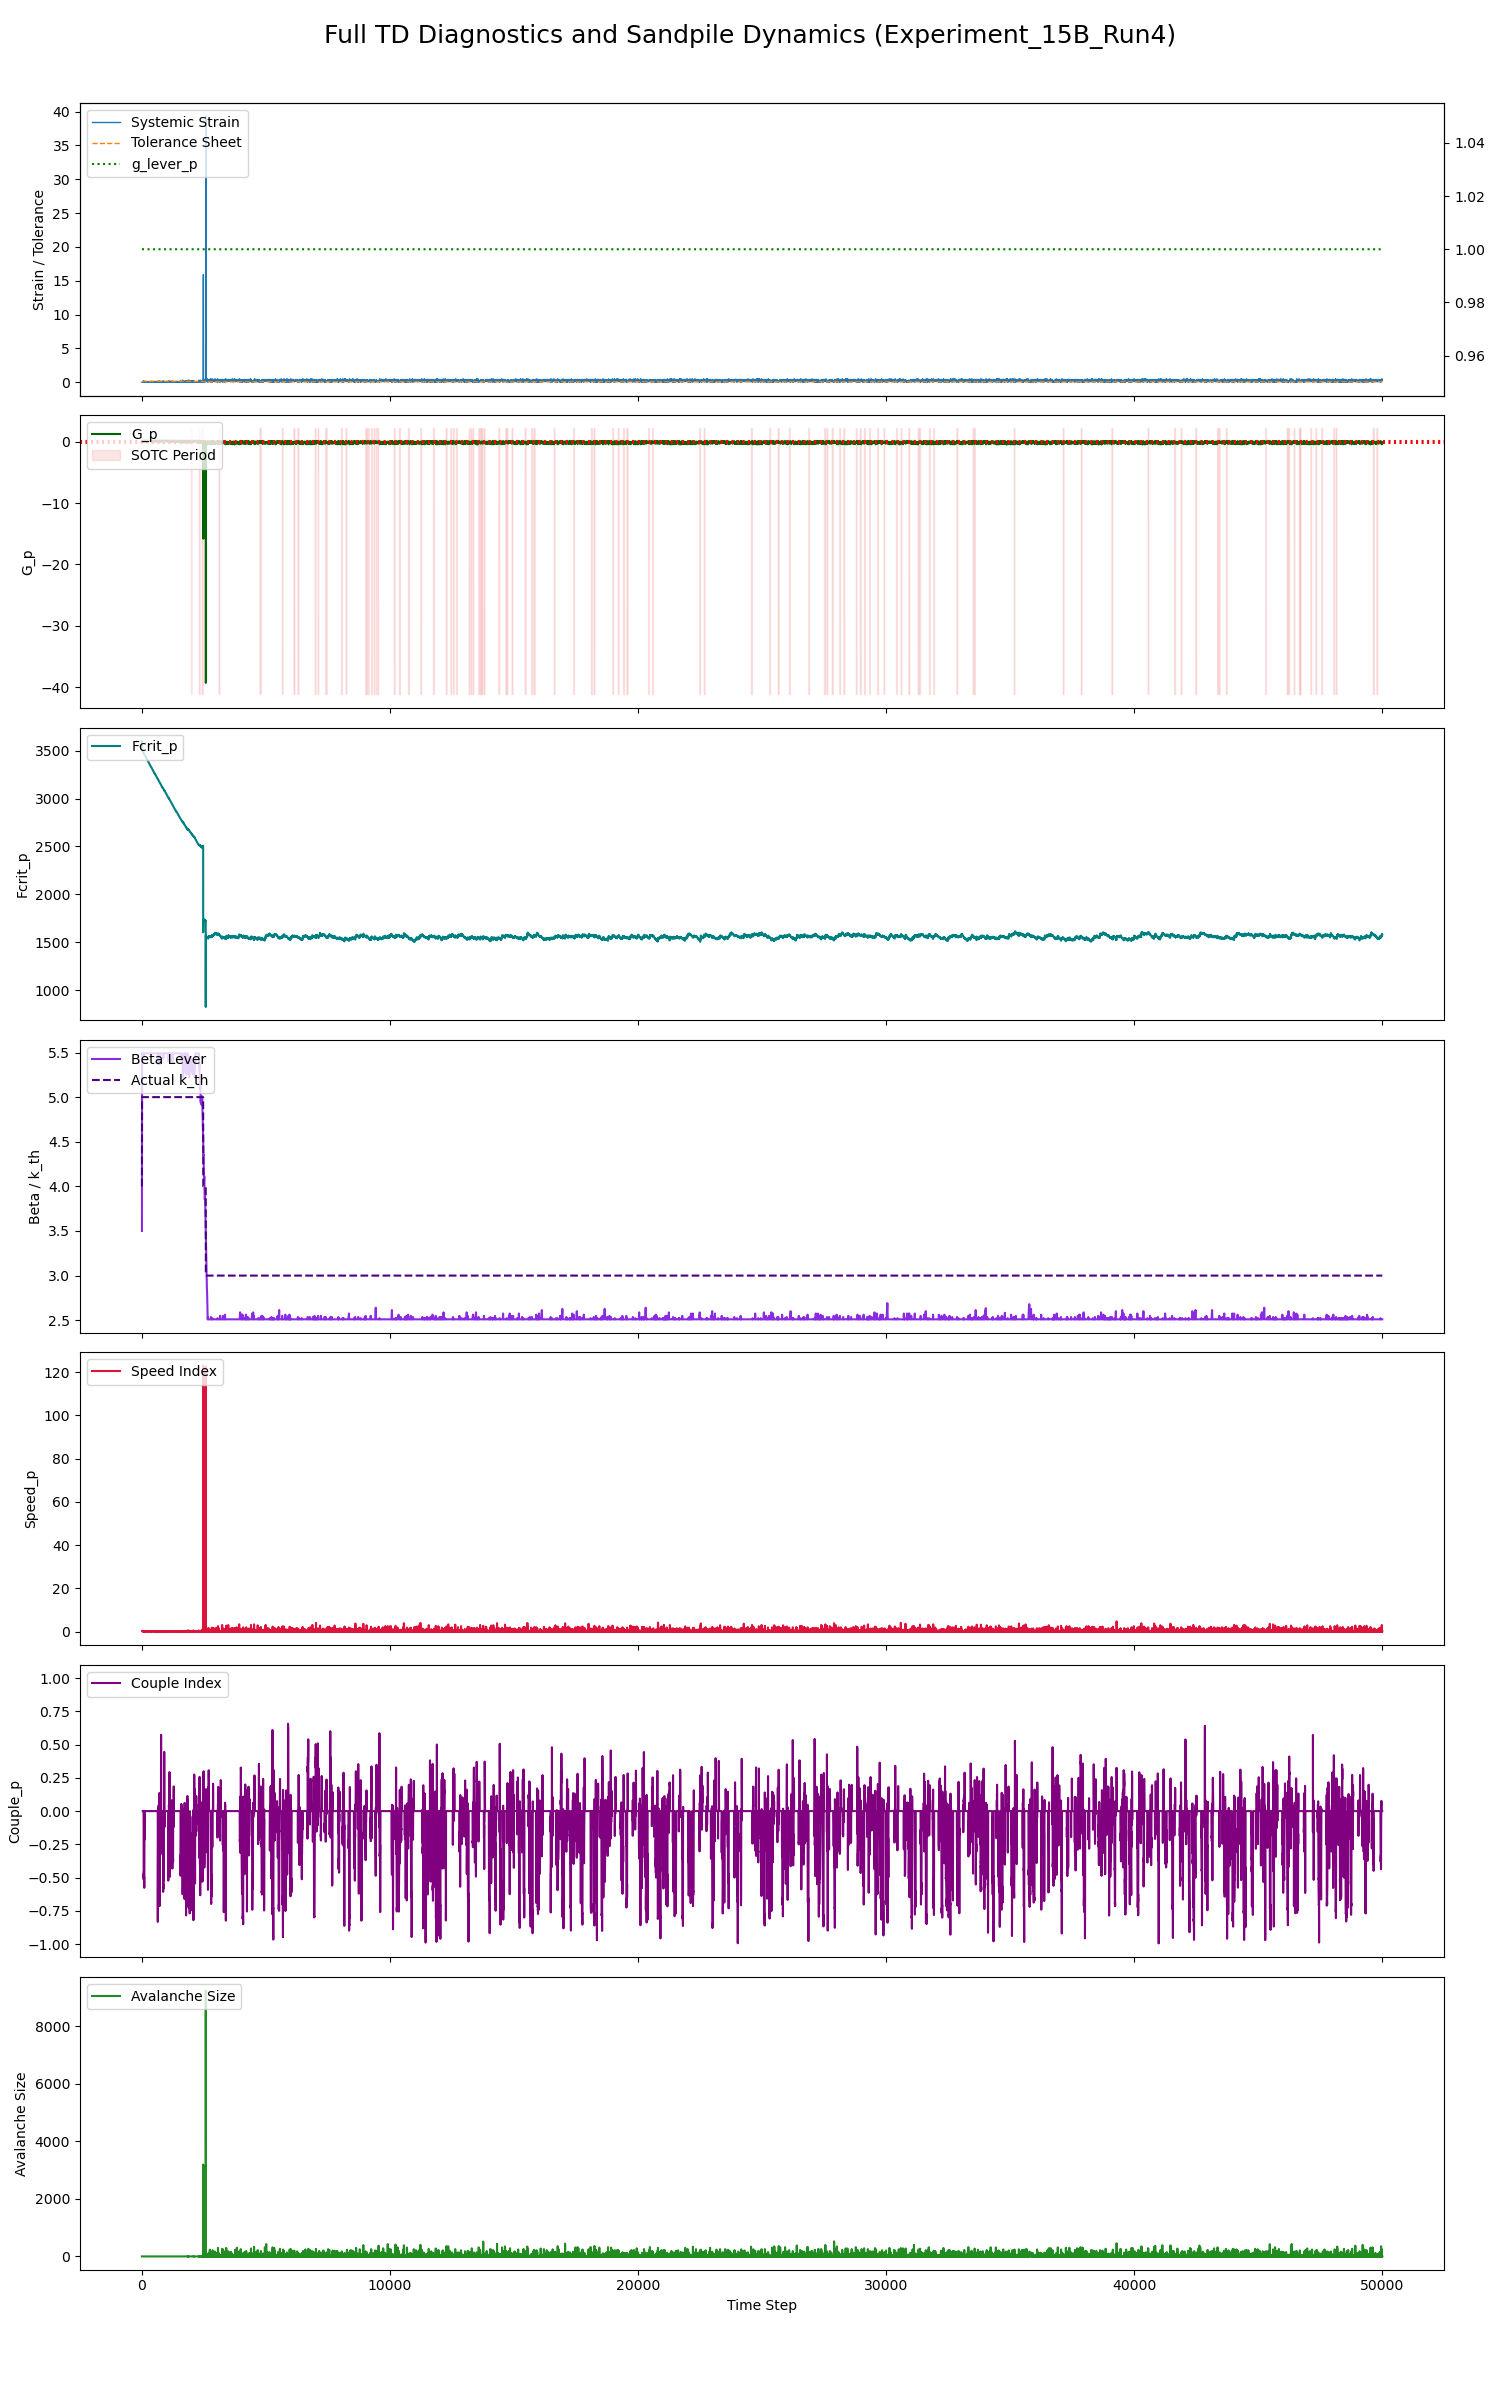 Full TD Diagnostics and Sandpile Dynamics (Experiment_15B_Run4)
Strain / Tolerance
40
35
30
25
20
15
10
5
0
Systemic Strain
Tolerance Sheet
g_lever_p
1.04
1.02
1.00
0.98
0.96
G_p
0
−10
−20
−30
−40
G_p
SOTC Period
Fcrit_p
3500
3000
2500
2000
1500
1000
Fcrit_p
Beta / k_th
5.5
5.0
4.5
4.0
3.5
3.0
2.5
Beta Lever
Actual k_th
Speed_p
120
100
80
60
40
20
0
Speed Index
Couple_p
1.00
0.75
0.50
0.25
0.00
−0.25
−0.50
−0.75
−1.00
Couple Index
Avalanche Size
8000
6000
4000
2000
0
Avalanche Size
0 10000 20000 30000 40000 50000
Time Step